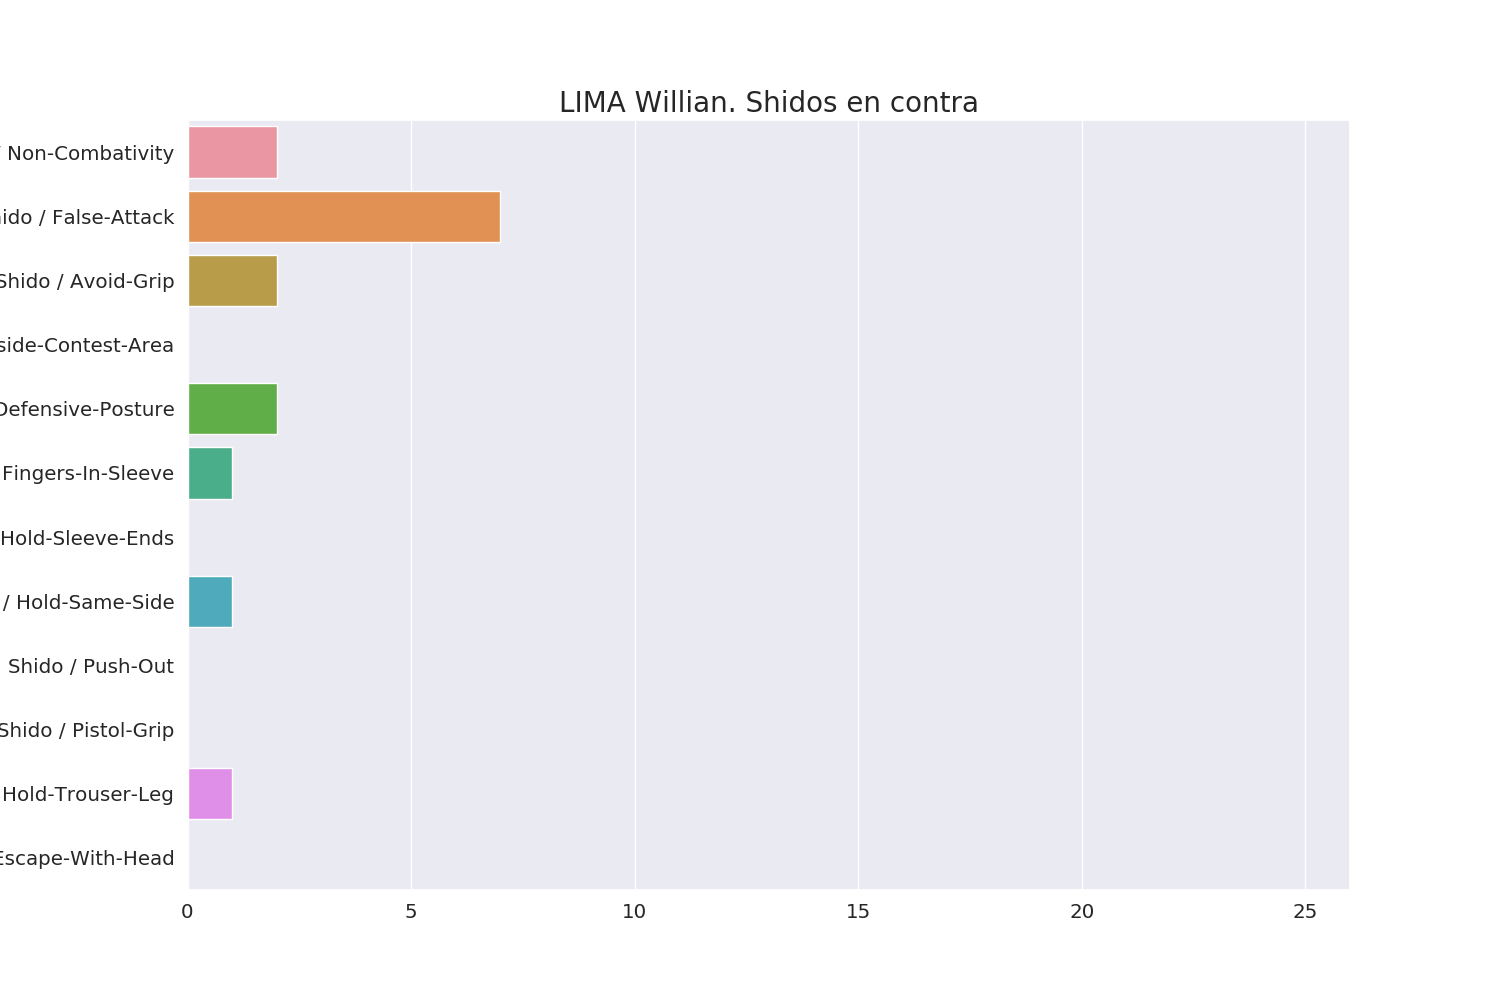 LIMA Willian. Shidos en contra
/ Non-Combativity
ido / False-Attack
Shido / Avoid-Grip
side-Contest-Area
Defensive-Posture
Fingers-In-Sleeve
Hold-Sleeve-Ends
/ Hold-Same-Side
Shido / Push-Out
Shido / Pistol-Grip
Hold-Trouser-Leg
Escape-With-Head
0 5 10 15 20 25